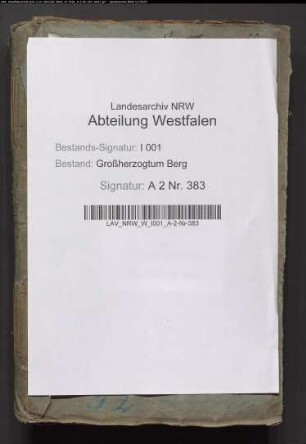 Landesarchiv NRW
Abteilung Westfalen
Bestands-Signatur: I 001
Bestand: Großherzogtum Berg
Signatur: A 2 Nr. 383
LAV_NRW_W_I001_A-2-Nr-383